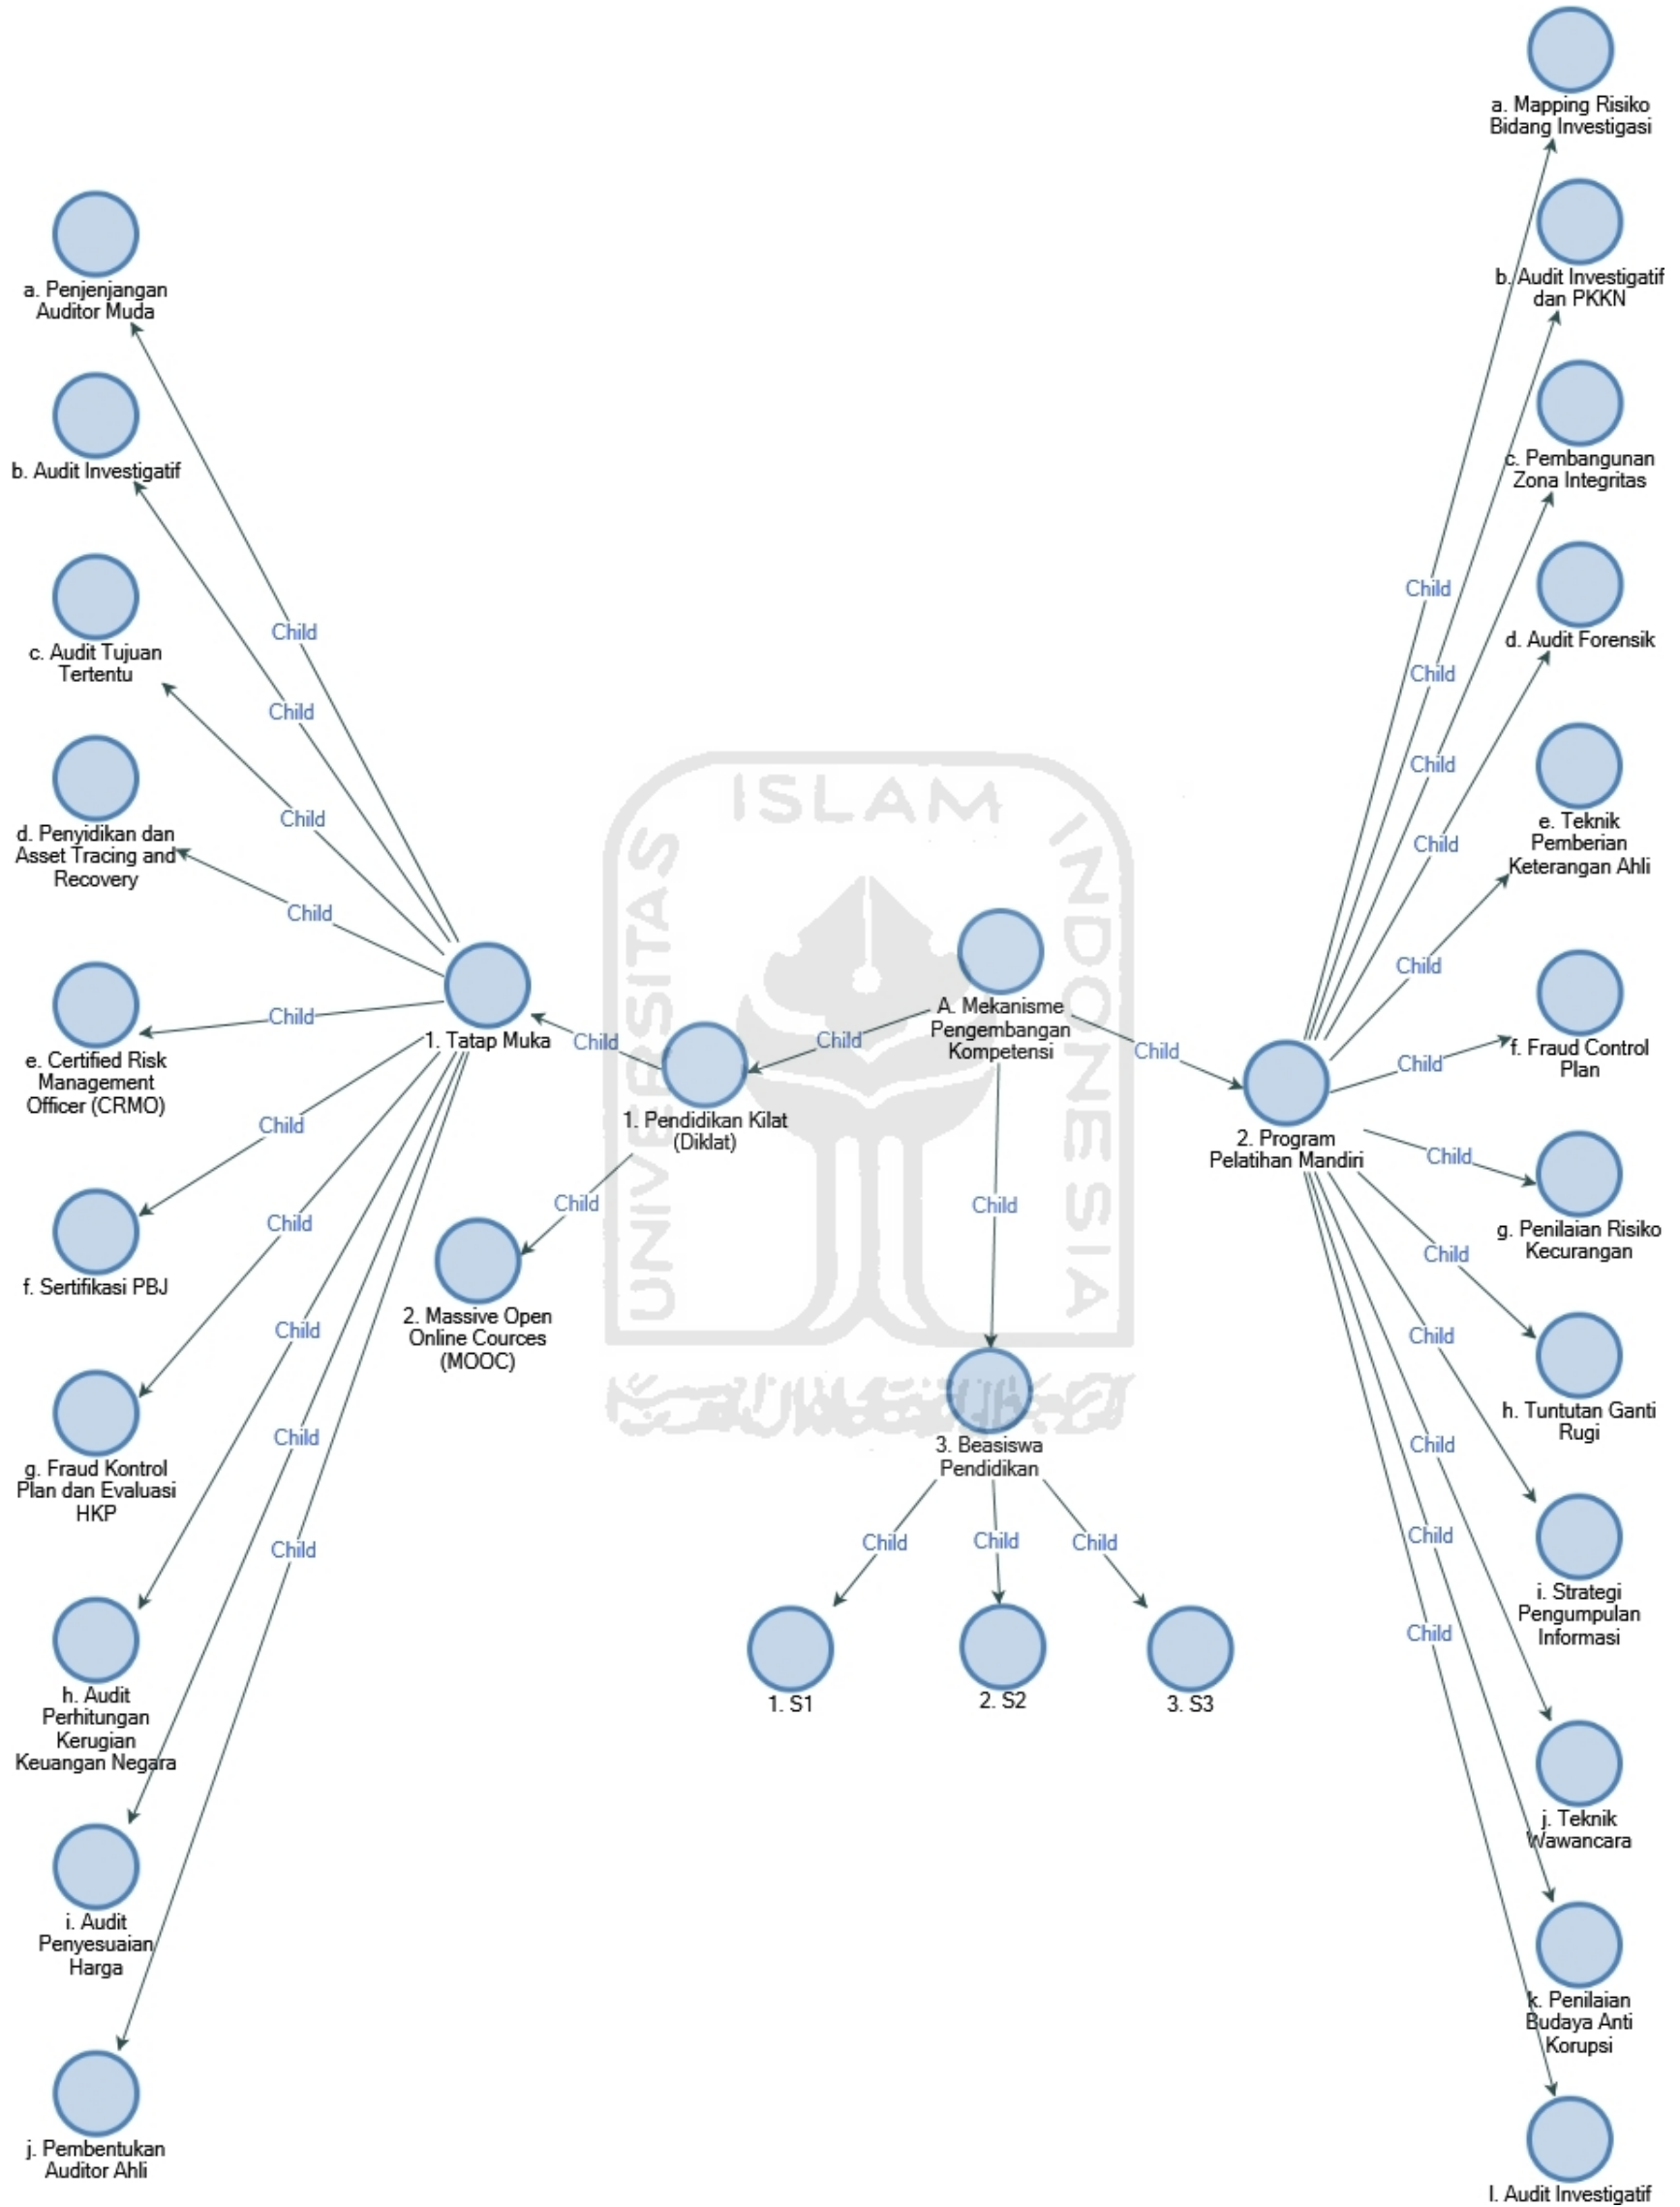 a. Mapping Risiko
Bidang Investigasi
b. Audit Investigatif
dan PKKN
c. Pembangunan
Zona Integritas
d. Audit Forensik
e. Teknik
Pemberian
Keterangan Ahli
f. Fraud Control
Plan
g. Penilaian Risiko
Kecurangan
h. Tuntutan Ganti
Rugi
i. Strategi
Pengumpulan
Informasi
j. Teknik
Wawancara
k. Penilaian
Budaya Anti
Korupsi
l. Audit Investigatif
Child
Child
Child
Child
Child
Child
Child
Child
Child
Child
Child
Child
2. Program
Pelatihan Mandiri
Child
A. Mekanisme
Pengembangan
Kompetensi
Child
Child
1. Pendidikan Kilat
(Diklat)
Child
Child
1. Tatap Muka
2. Massive Open
Online Cources
(MOOC)
3. Beasiswa
Pendidikan
Child
Child
Child
1. S1
2. S2
3. S3
a. Penjenjangan
Auditor Muda
b. Audit Investigatif
c. Audit Tujuan
Tertentu
d. Penyidikan dan
Asset Tracing and
Recovery
e. Certified Risk
Management
Officer (CRMO)
f. Sertifikasi PBJ
g. Fraud Kontrol
Plan dan Evaluasi
HKP
h. Audit
Perhitungan
Kerugian
Keuangan Negara
i. Audit
Penyesuaian
Harga
j. Pembentukan
Auditor Ahli
Child
Child
Child
Child
Child
Child
Child
Child
Child
Child
UNIVERSITAS
ISLAM
INDONESIA